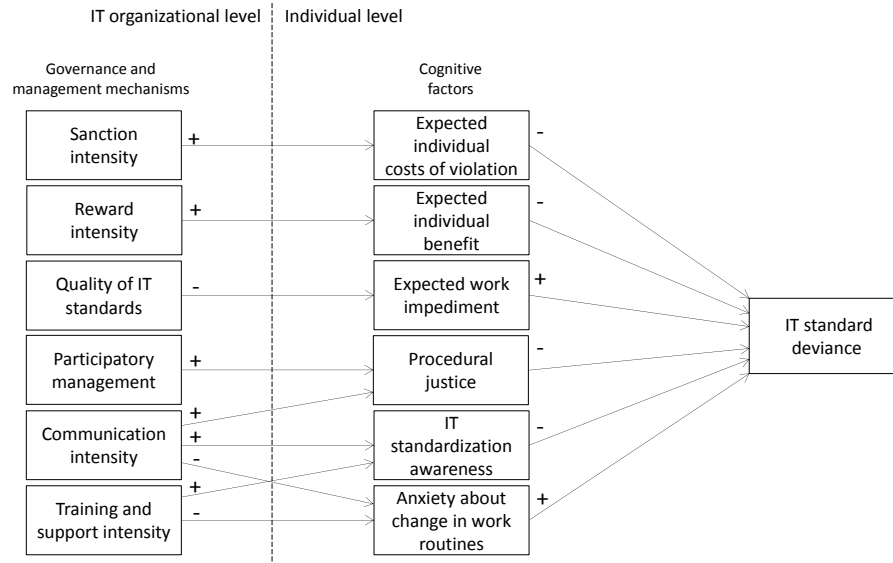 IT organizational level
Individual level
Governance and
management mechanisms
Cognitive
factors
Sanction
intensity
+
Expected
individual
costs of violation
-
Reward
intensity
+
Expected
individual
benefit
-
Quality of IT
standards
-
Expected work
impediment
+
IT standard
deviance
Participatory
management
+
Procedural
justice
-
Communication
intensity
+
+
-
IT
standardization
awareness
-
Training and
support intensity
+
-
Anxiety about
change in work
routines
+